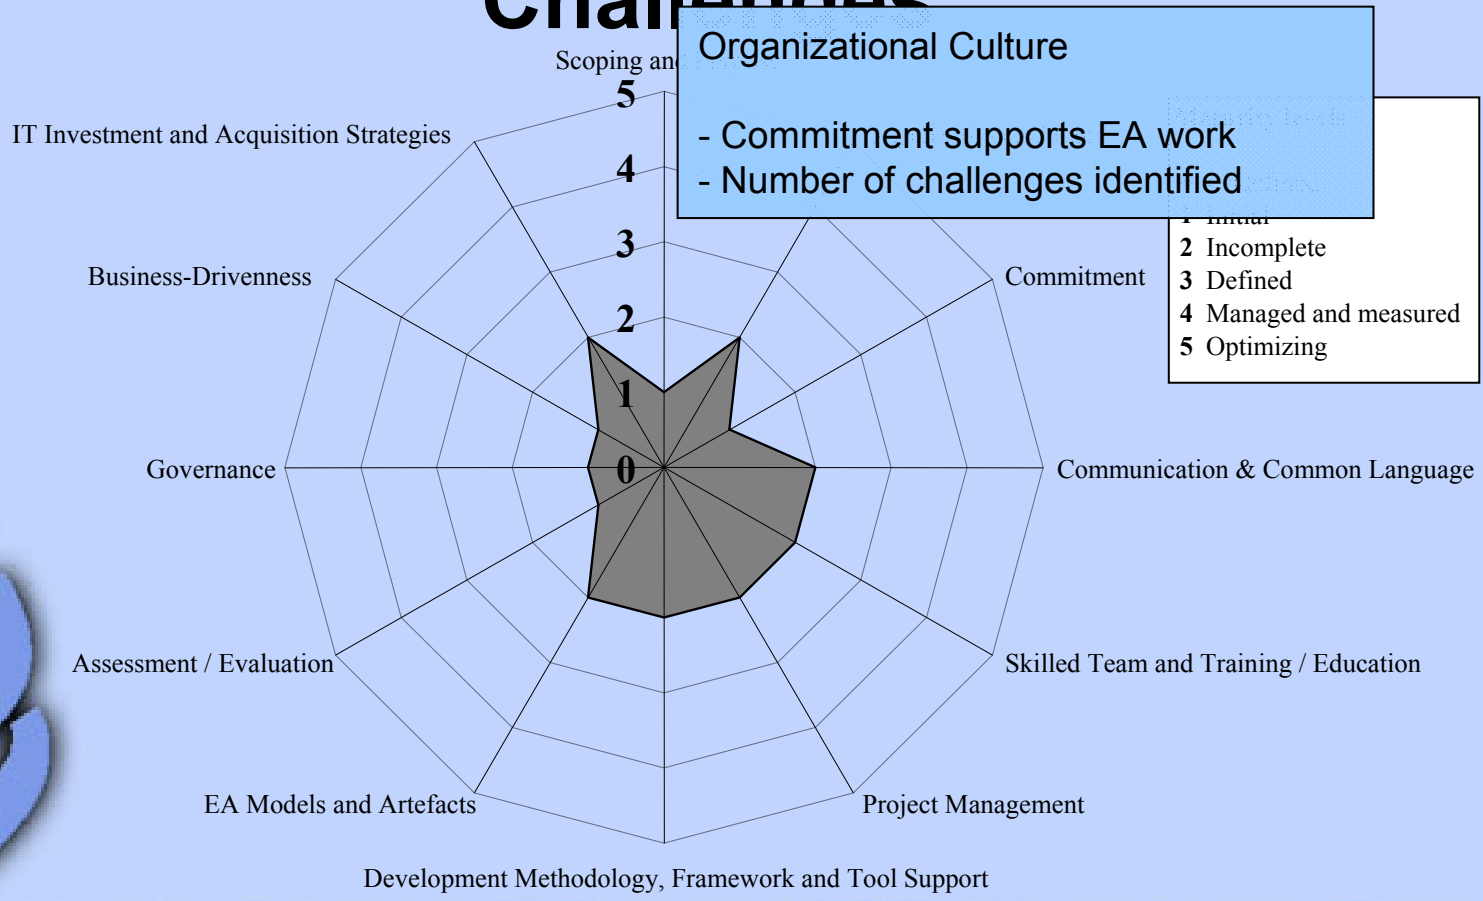 Challenges
Scoping and
Organizational Culture
- Commitment supports EA work
- Number of challenges identified
5
4
3
2
1
0
IT Investment and Acquisition Strategies
Business-Drivenness
Governance
Assessment / Evaluation
EA Models and Artefacts
Development Methodology, Framework and Tool Support
Project Management
Skilled Team and Training / Education
Communication & Common Language
Commitment
1 Initial
2 Incomplete
3 Defined
4 Managed and measured
5 Optimizing